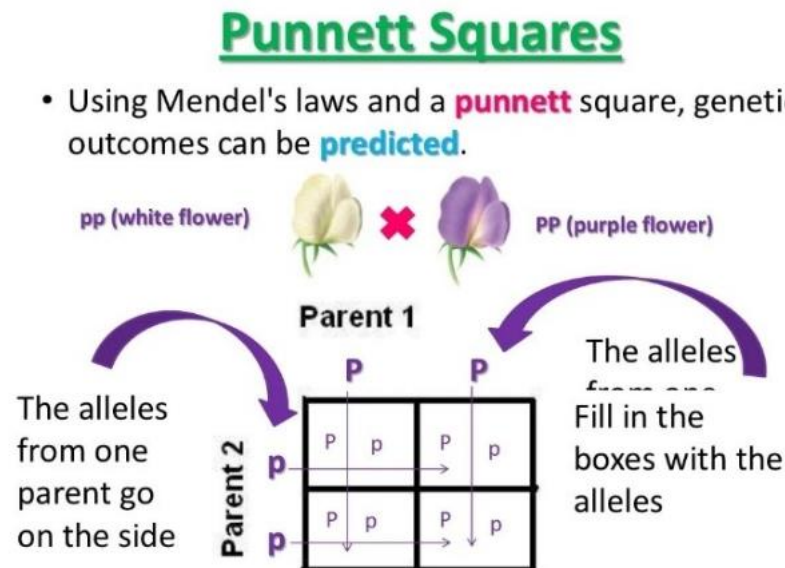 Punnett Squares
• Using Mendel's laws and a punnett square, geneti
outcomes can be predicted.
pp (white flower)
PP (purple flower)
Parent 1
P P
The alleles
from one
parent go
on the side
The alleles
from one
Fill in the
boxes with the
alleles
Parent 2
p P p P p
p P p P p